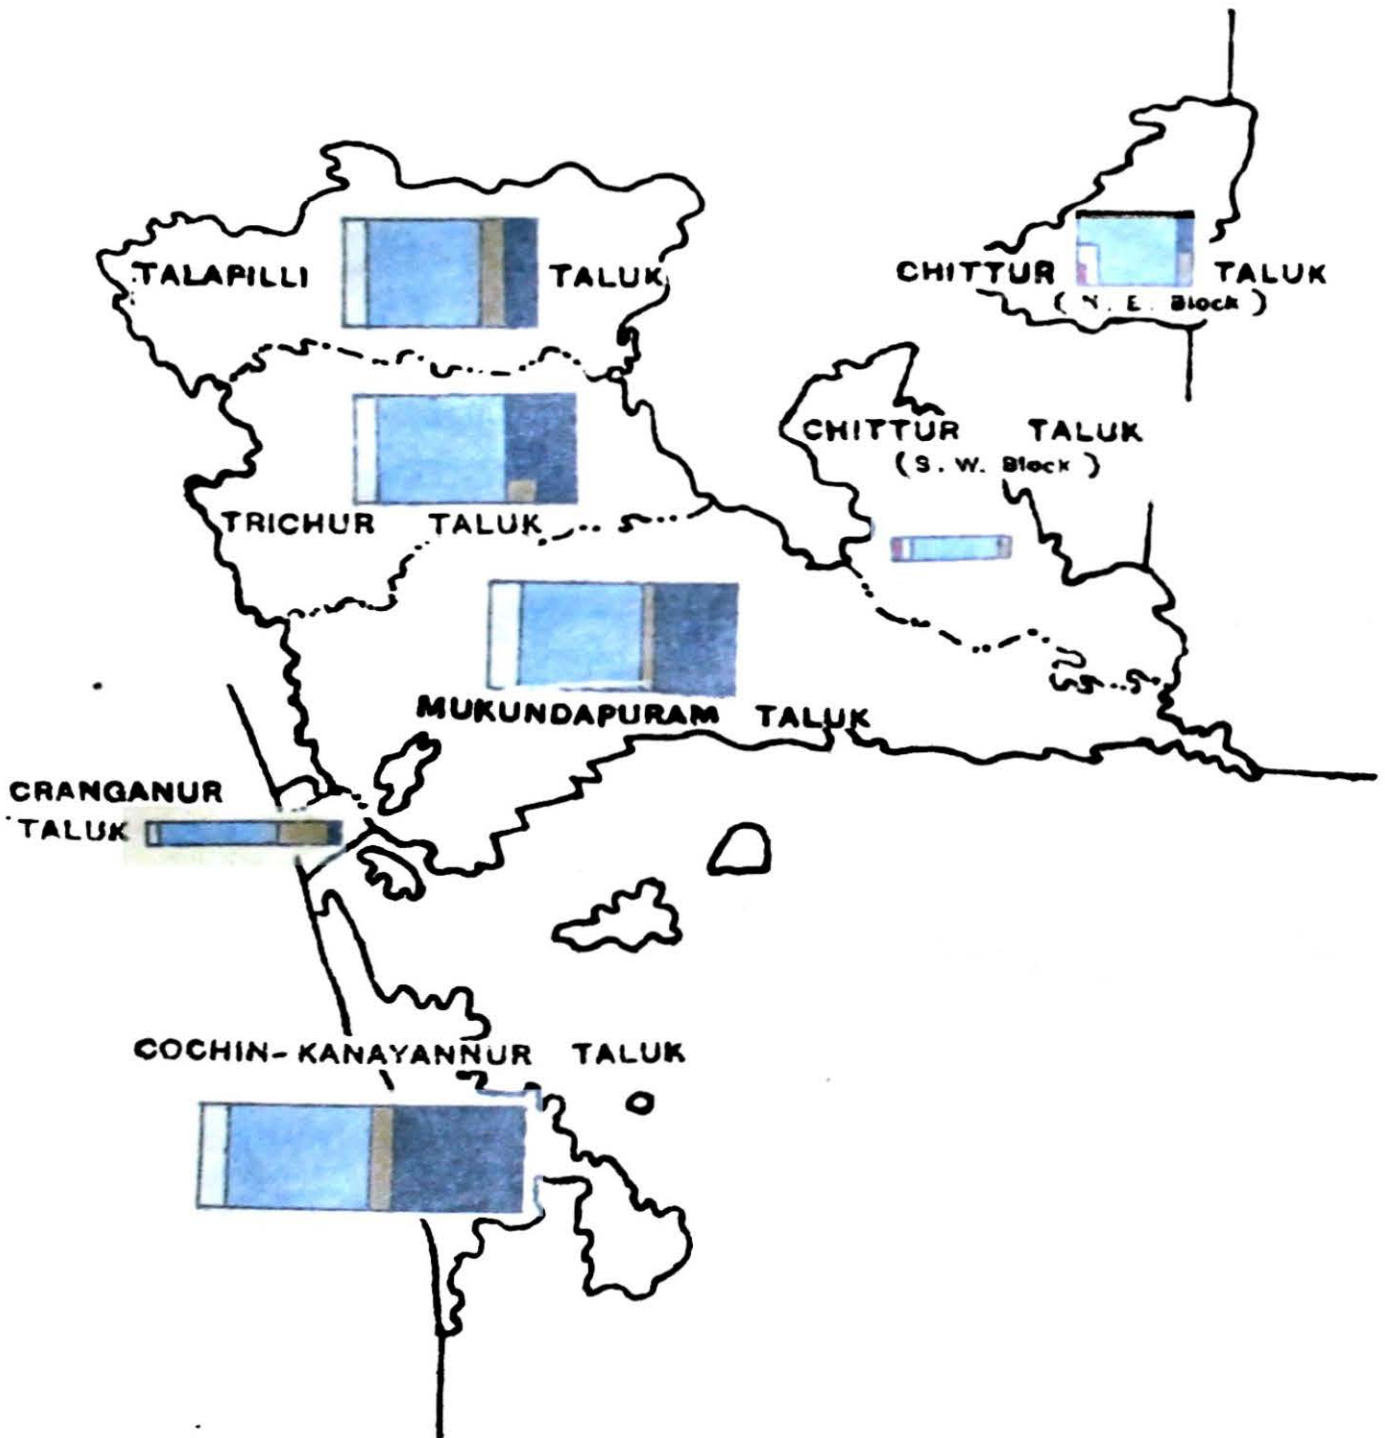 TALAPILLI TALUK
CHITTUR TALUK
( N. E. Block )
CHITTUR TALUK
( S. W. Block )
TRICHUR TALUK
MUKUNDAPURAM TALUK
CRANGANUR
TALUK
COCHIN-KANAYANNUR TALUK